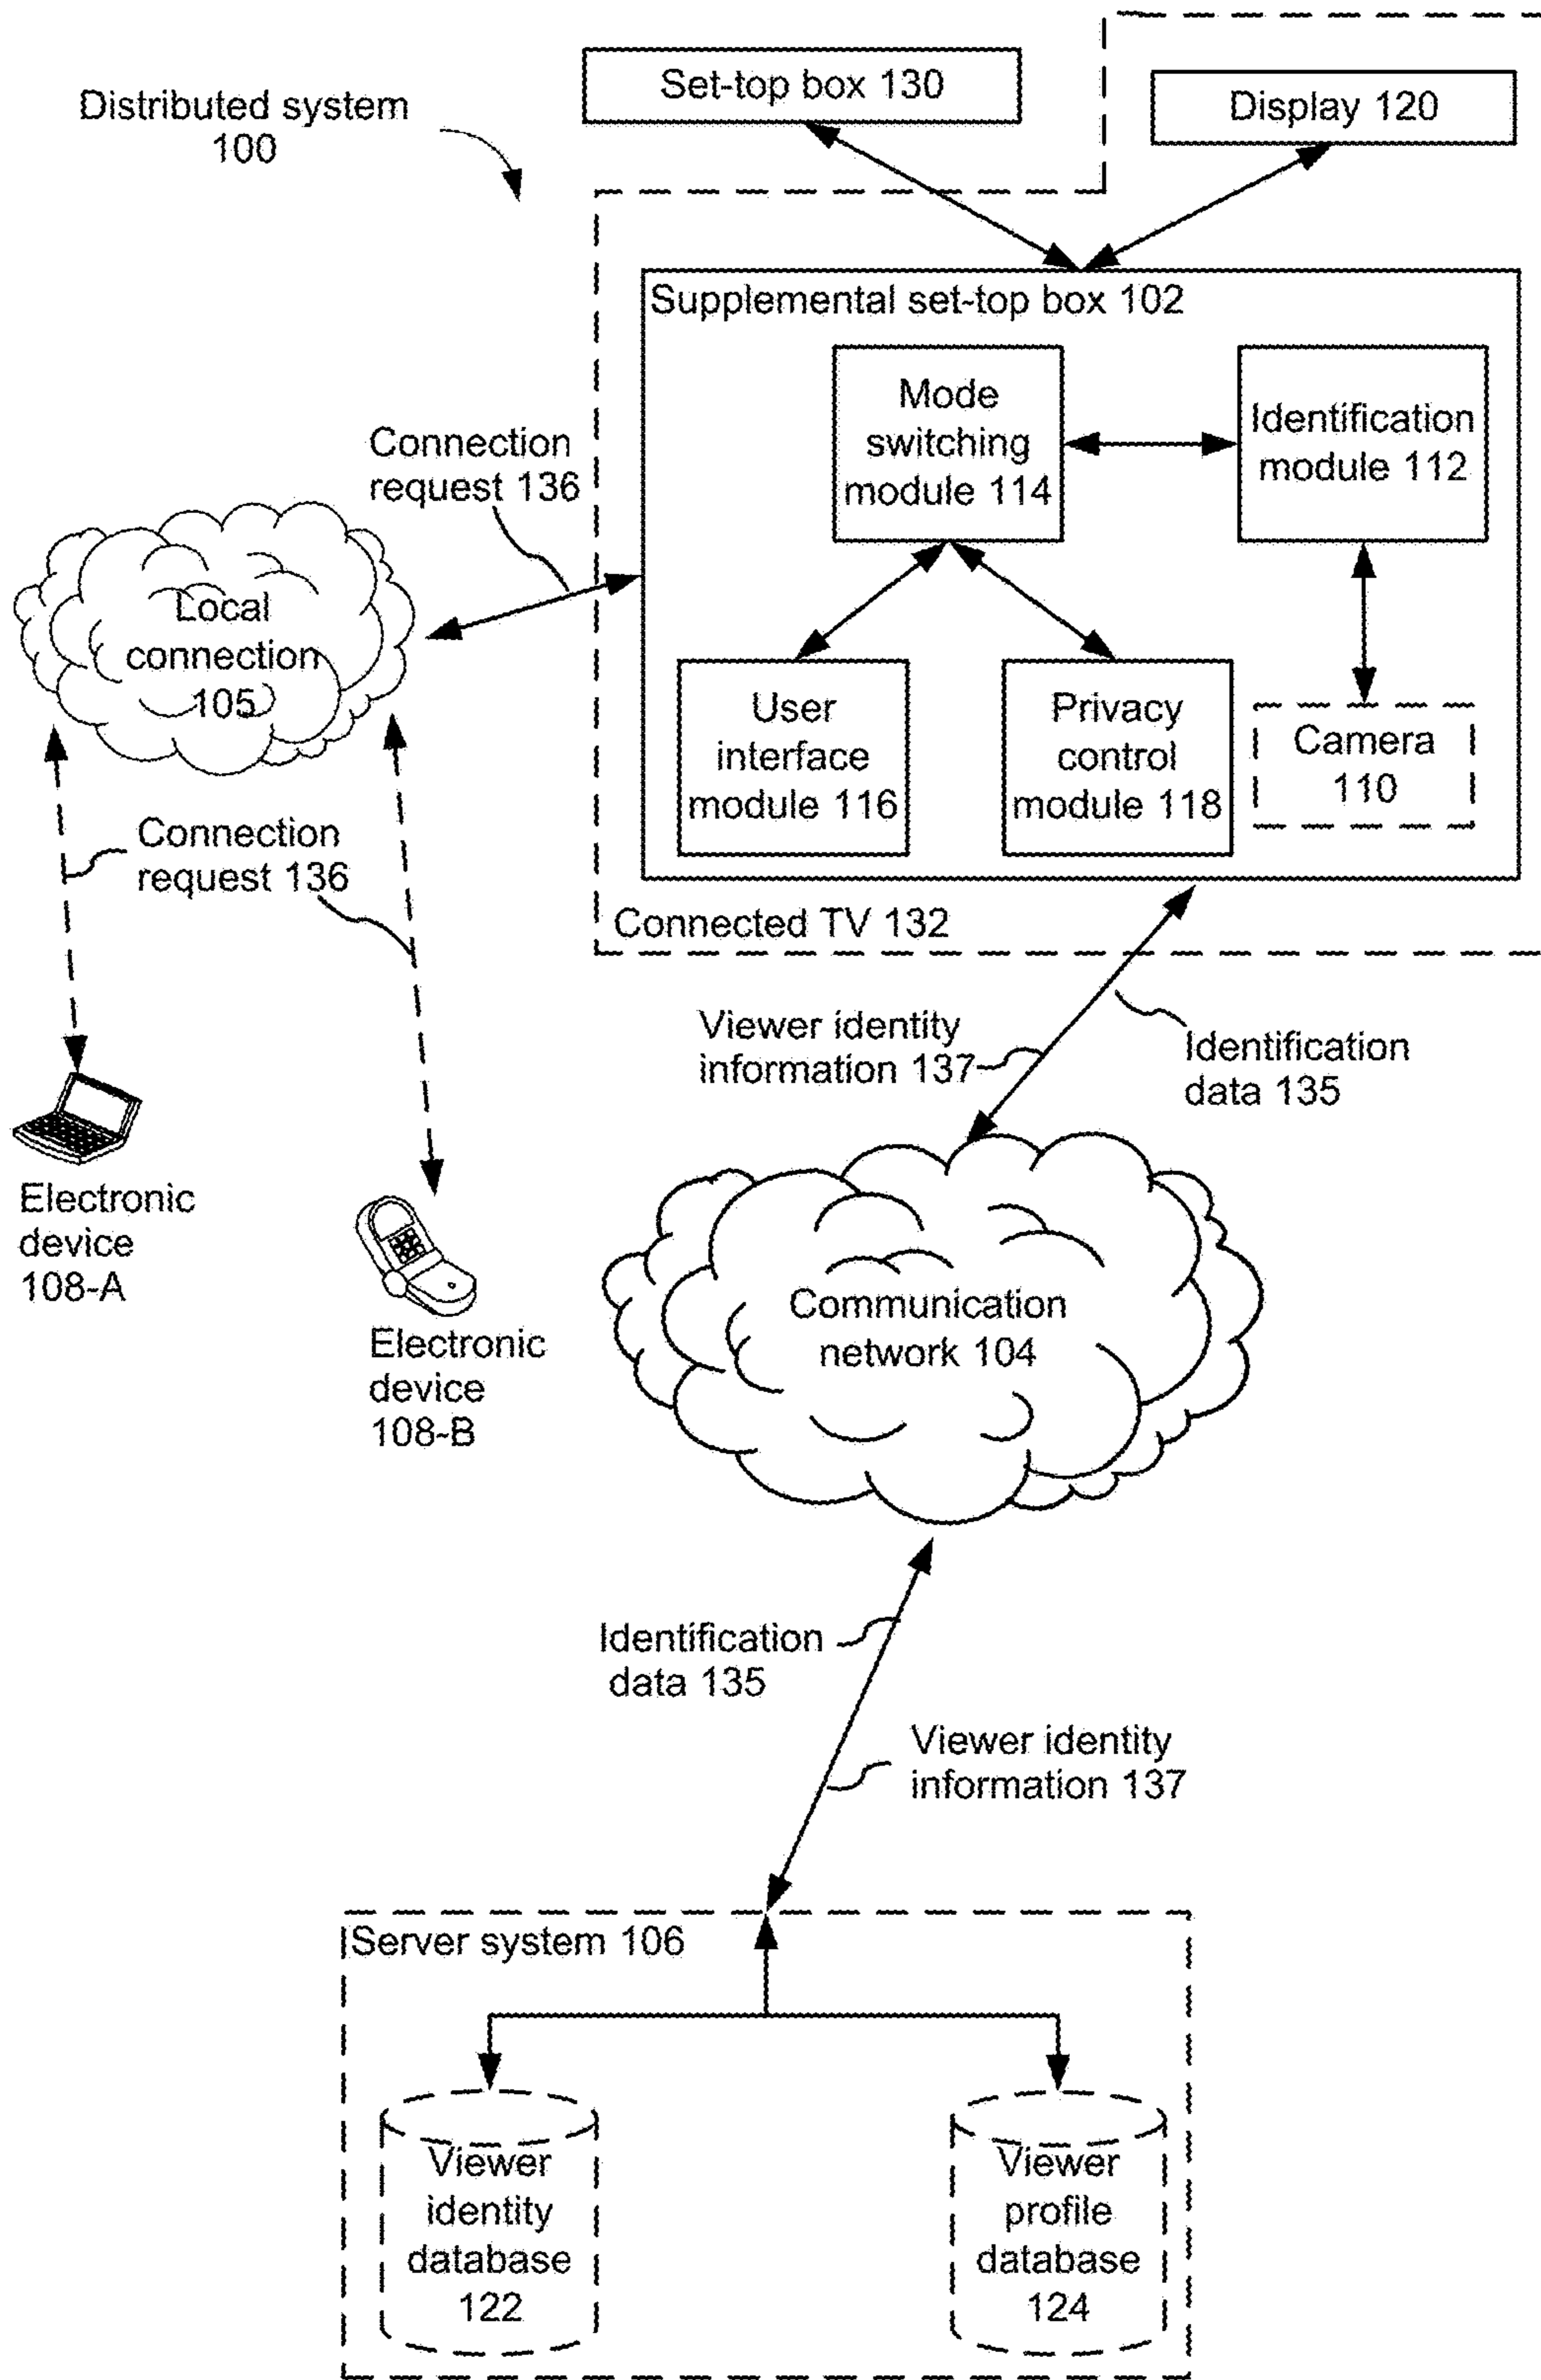 Distributed system
100
Set-top box 130
Display 120
Supplemental set-top box 102
Mode
switching
module 114
Identification
module 112
Connection
request 136
Local
connection
105
User
interface
module 116
Privacy
control
module 118
Camera
110
Connection
request 136
Connected TV 132
Viewer identity
information 137
Identification
data 135
Electronic
device
108-A
Electronic
device
108-B
Communication
network 104
Identification
data 135
Viewer identity
information 137
Server system 106
Viewer
identity
database
122
Viewer
profile
database
124